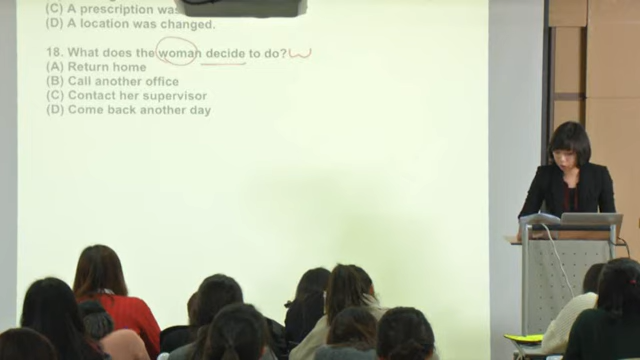 (C) A prescription was
(D) A location was changed.
18. What does the woman decide to do? W
(A) Return home
(B) Call another office
(C) Contact her supervisor
(D) Come back another day